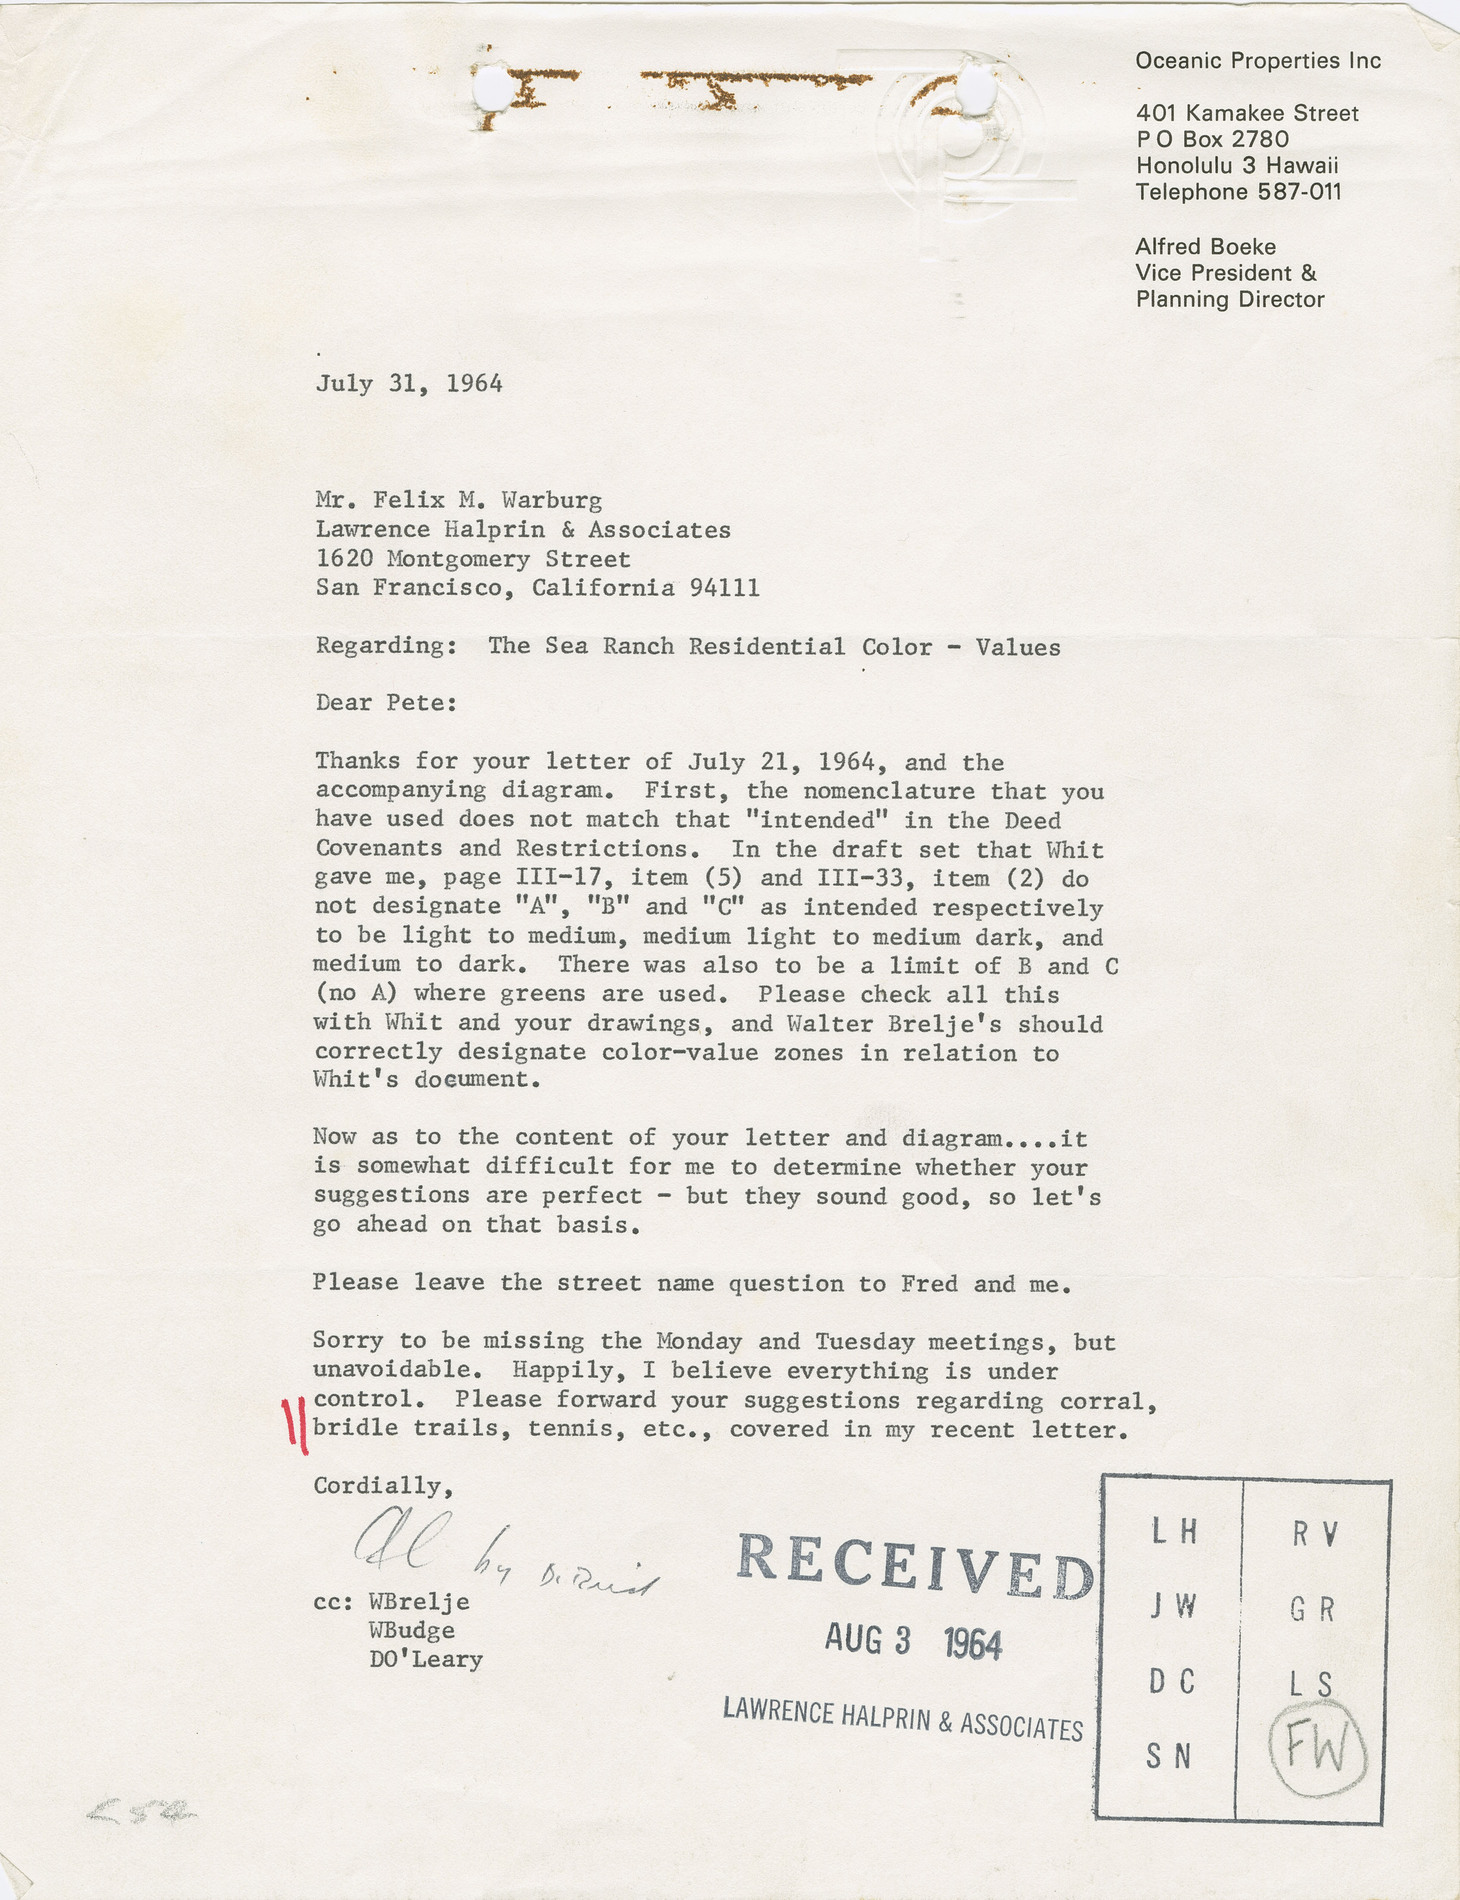 Oceanic Properties Inc
401 Kamakee Street
P O Box 2780
Honolulu 3 Hawaii
Telephone 587-011
Alfred Boeke
Vice President &
Planning Director
July 31, 1964
Mr. Felix M. Warburg
Lawrence Halprin & Associates
1620 Montgomery Street
San Francisco, California 94111
Regarding:  The Sea Ranch Residential Color - Values
Dear Pete:
Thanks for your letter of July 21, 1964, and the
accompanying diagram.  First, the nomenclature that you
have used does not match that "intended" in the Deed
Covenants and Restrictions.  In the draft set that Whit
gave me, page III-17, item (5) and III-33, item (2) do
not designate "A", "B" and "C" as intended respectively
to be light to medium, medium light to medium dark, and
medium to dark.  There was also to be a limit of B and C
(no A) where greens are used.  Please check all this
with Whit and your drawings, and Walter Brelje's should
correctly designate color-value zones in relation to
Whit's document.
Now as to the content of your letter and diagram....it
is somewhat difficult for me to determine whether your
suggestions are perfect - but they sound good, so let's
go ahead on that basis.
Please leave the street name question to Fred and me.
Sorry to be missing the Monday and Tuesday meetings, but
unavoidable.  Happily, I believe everything is under
control.  Please forward your suggestions regarding corral,
bridle trails, tennis, etc., covered in my recent letter.
Cordially,
Al by
cc: WBrelje
WBudge
DO'Leary
RECEIVED
AUG 3 1964
LAWRENCE HALPRIN & ASSOCIATES
LH RV
JW GR
DC LS
SN FW